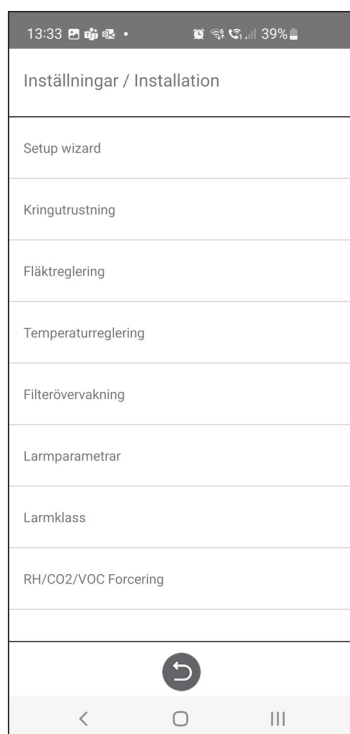 13:33 39%
Inställningar / Installation
Setup wizard
Kringutrustning
Fläktreglering
Temperaturreglering
Filterövervakning
Larmparametrar
Larmklass
RH/CO2/VOC Forcering